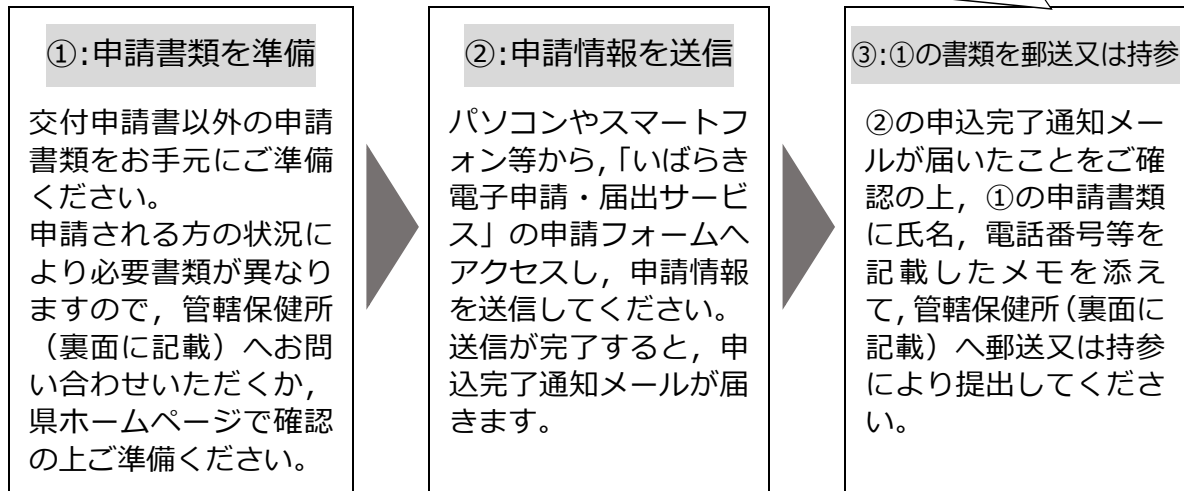 ①:申請書類を準備
交付申請書以外の申請
書類をお手元にご準備
ください。
申請される方の状況に
より必要書類が異なり
ますので，管轄保健所
（裏面に記載）へお問
い合わせいただくか，
県ホームページで確認
の上ご準備ください。
②:申請情報を送信
パソコンやスマートフ
ォン等から，「いばらき
電子申請・届出サービ
ス」の申請フォームへ
アクセスし，申請情報
を送信してください。
送信が完了すると，申
込完了通知メールが届
きます。
③:①の書類を郵送又は持参
②の申込完了通知メー
ルが届いたことをご確
認の上，①の申請書類
に氏名，電話番号等を
記載したメモを添え
て，管轄保健所（裏面に
記載）へ郵送又は持参
により提出してくださ
い。